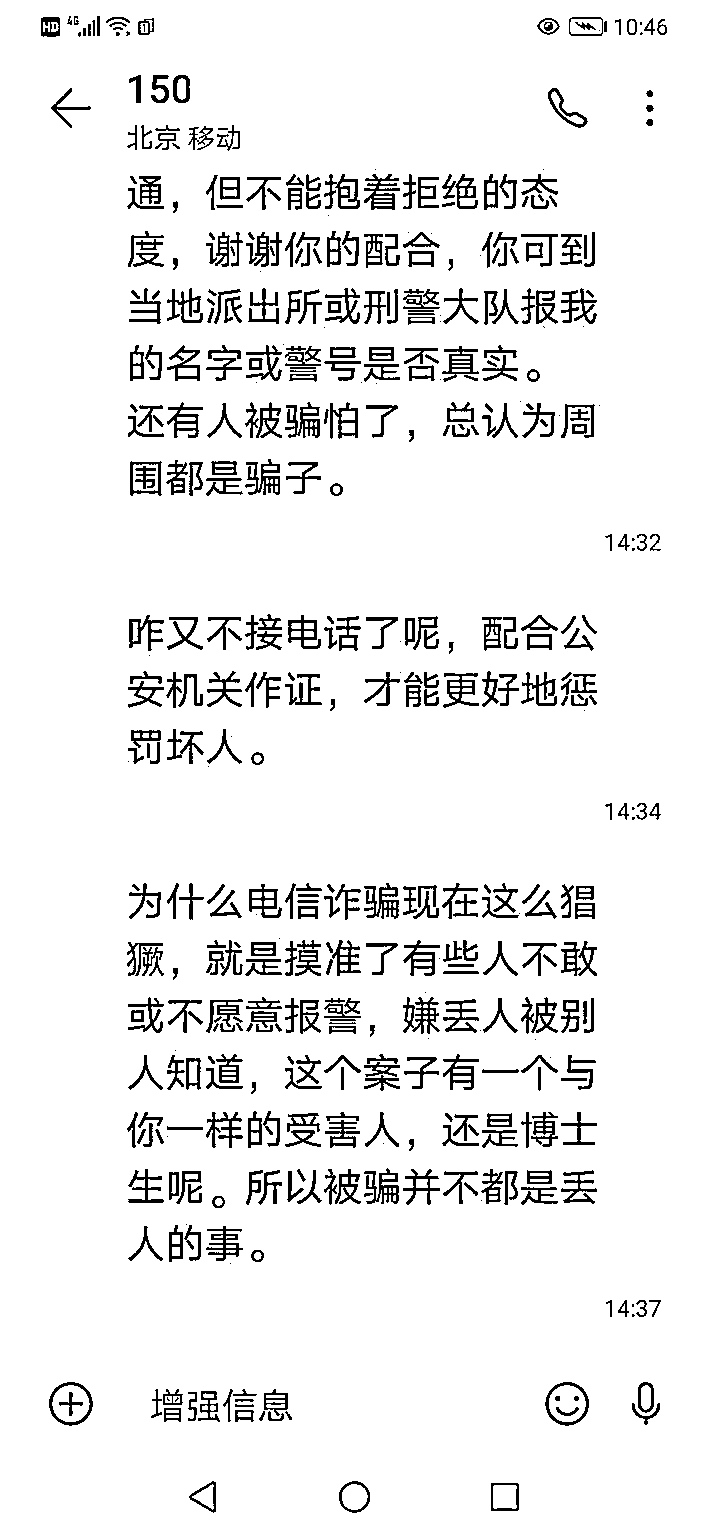 HD 4G 10:46
150
北京 移动
通，但不能抱着拒绝的态
度，谢谢你的配合，你可到
当地派出所或刑警大队报我
的名字或警号是否真实。
还有人被骗怕了，总认为周
围都是骗子。
14:32
咋又不接电话了呢，配合公
安机关作证，才能更好地惩
罚坏人。
14:34
为什么电信诈骗现在这么猖
獗，就是摸准了有些人不敢
或不愿意报警，嫌丢人被别
人知道，这个案子有一个与
你一样的受害人，还是博士
生呢。所以被骗并不都是丢
人的事。
14:37
增强信息